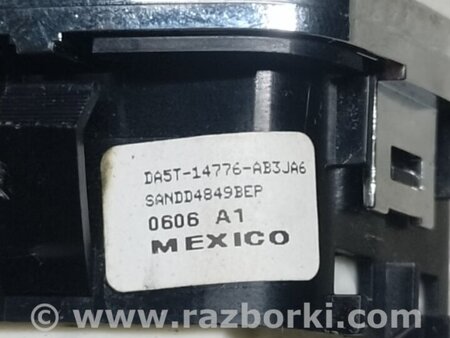 DA5T-14776-AB3JA6
SANDD4849BEP
0606 A1
MEXICO
www.razborki.com